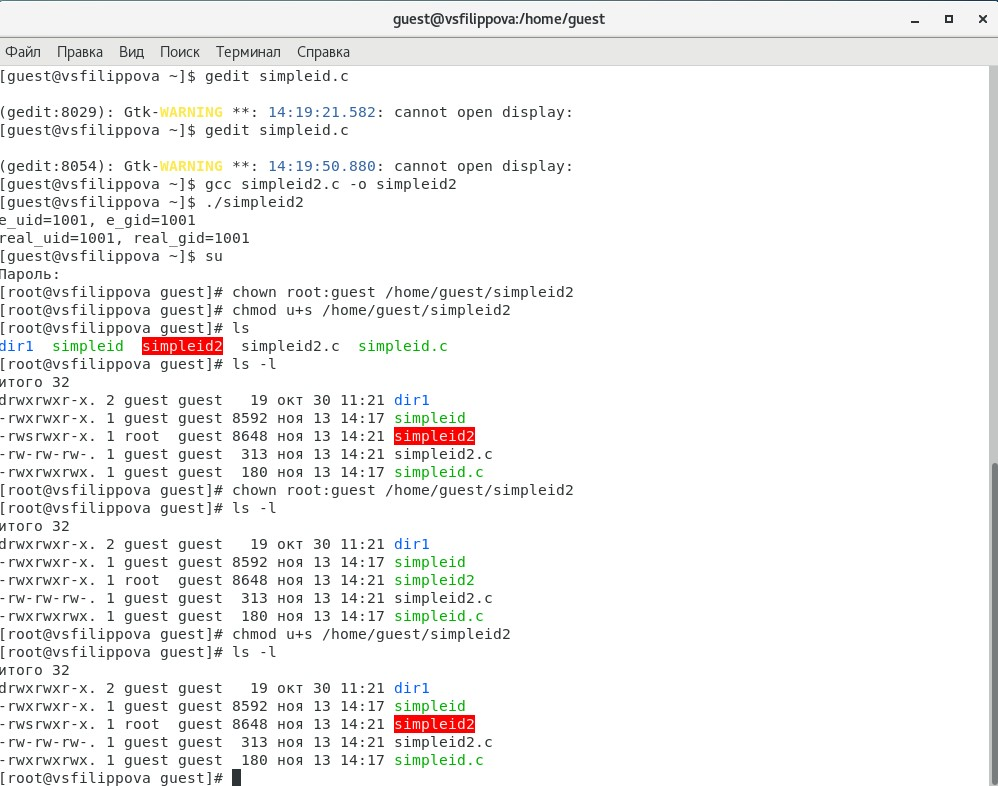 guest@vsfilippova:/home/guest
Файл Правка Вид Поиск Терминал Справка
[guest@vsfilippova ~]$ gedit simpleid.c
(gedit:8029): Gtk-WARNING **: 14:19:21.582: cannot open display:
[guest@vsfilippova ~]$ gedit simpleid.c
(gedit:8054): Gtk-WARNING **: 14:19:50.880: cannot open display:
[guest@vsfilippova ~]$ gcc simpleid2.c -o simpleid2
[guest@vsfilippova ~]$ ./simpleid2
e_uid=1001, e_gid=1001
real_uid=1001, real_gid=1001
[guest@vsfilippova ~]$ su
Пароль:
[root@vsfilippova guest]# chown root:guest /home/guest/simpleid2
[root@vsfilippova guest]# chmod u+s /home/guest/simpleid2
[root@vsfilippova guest]# ls
dir1  simpleid  simpleid2  simpleid2.c  simpleid.c
[root@vsfilippova guest]# ls -l
итого 32
drwxrwxr-x. 2 guest guest   19 окт 30 11:21 dir1
-rwxrwxr-x. 1 guest guest 8592 ноя 13 14:17 simpleid
-rwsrwxr-x. 1 root  guest 8648 ноя 13 14:21 simpleid2
-rw-rw-rw-. 1 guest guest  313 ноя 13 14:21 simpleid2.c
-rwxrwxrwx. 1 guest guest  180 ноя 13 14:17 simpleid.c
[root@vsfilippova guest]# chown root:guest /home/guest/simpleid2
[root@vsfilippova guest]# ls -l
итого 32
drwxrwxr-x. 2 guest guest   19 окт 30 11:21 dir1
-rwxrwxr-x. 1 guest guest 8592 ноя 13 14:17 simpleid
-rwxrwxr-x. 1 root  guest 8648 ноя 13 14:21 simpleid2
-rw-rw-rw-. 1 guest guest  313 ноя 13 14:21 simpleid2.c
-rwxrwxrwx. 1 guest guest  180 ноя 13 14:17 simpleid.c
[root@vsfilippova guest]# chmod u+s /home/guest/simpleid2
[root@vsfilippova guest]# ls -l
итого 32
drwxrwxr-x. 2 guest guest   19 окт 30 11:21 dir1
-rwxrwxr-x. 1 guest guest 8592 ноя 13 14:17 simpleid
-rwsrwxr-x. 1 root  guest 8648 ноя 13 14:21 simpleid2
-rw-rw-rw-. 1 guest guest  313 ноя 13 14:21 simpleid2.c
-rwxrwxrwx. 1 guest guest  180 ноя 13 14:17 simpleid.c
[root@vsfilippova guest]#